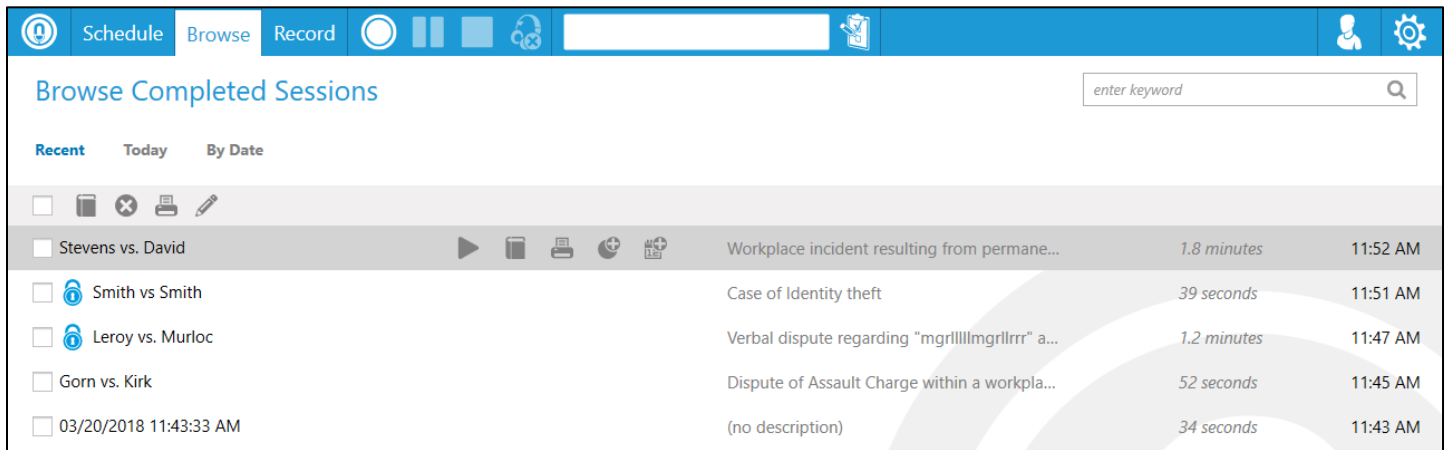 Schedule Browse Record
Browse Completed Sessions
enter keyword
Recent Today By Date
Stevens vs. David Workplace incident resulting from permane... 1.8 minutes 11:52 AM
Smith vs Smith Case of Identity theft 39 seconds 11:51 AM
Leroy vs. Murloc Verbal dispute regarding "mgrlllllmgrllrrr" a... 1.2 minutes 11:47 AM
Gorn vs. Kirk Dispute of Assault Charge within a workpla... 52 seconds 11:45 AM
03/20/2018 11:43:33 AM (no description) 34 seconds 11:43 AM